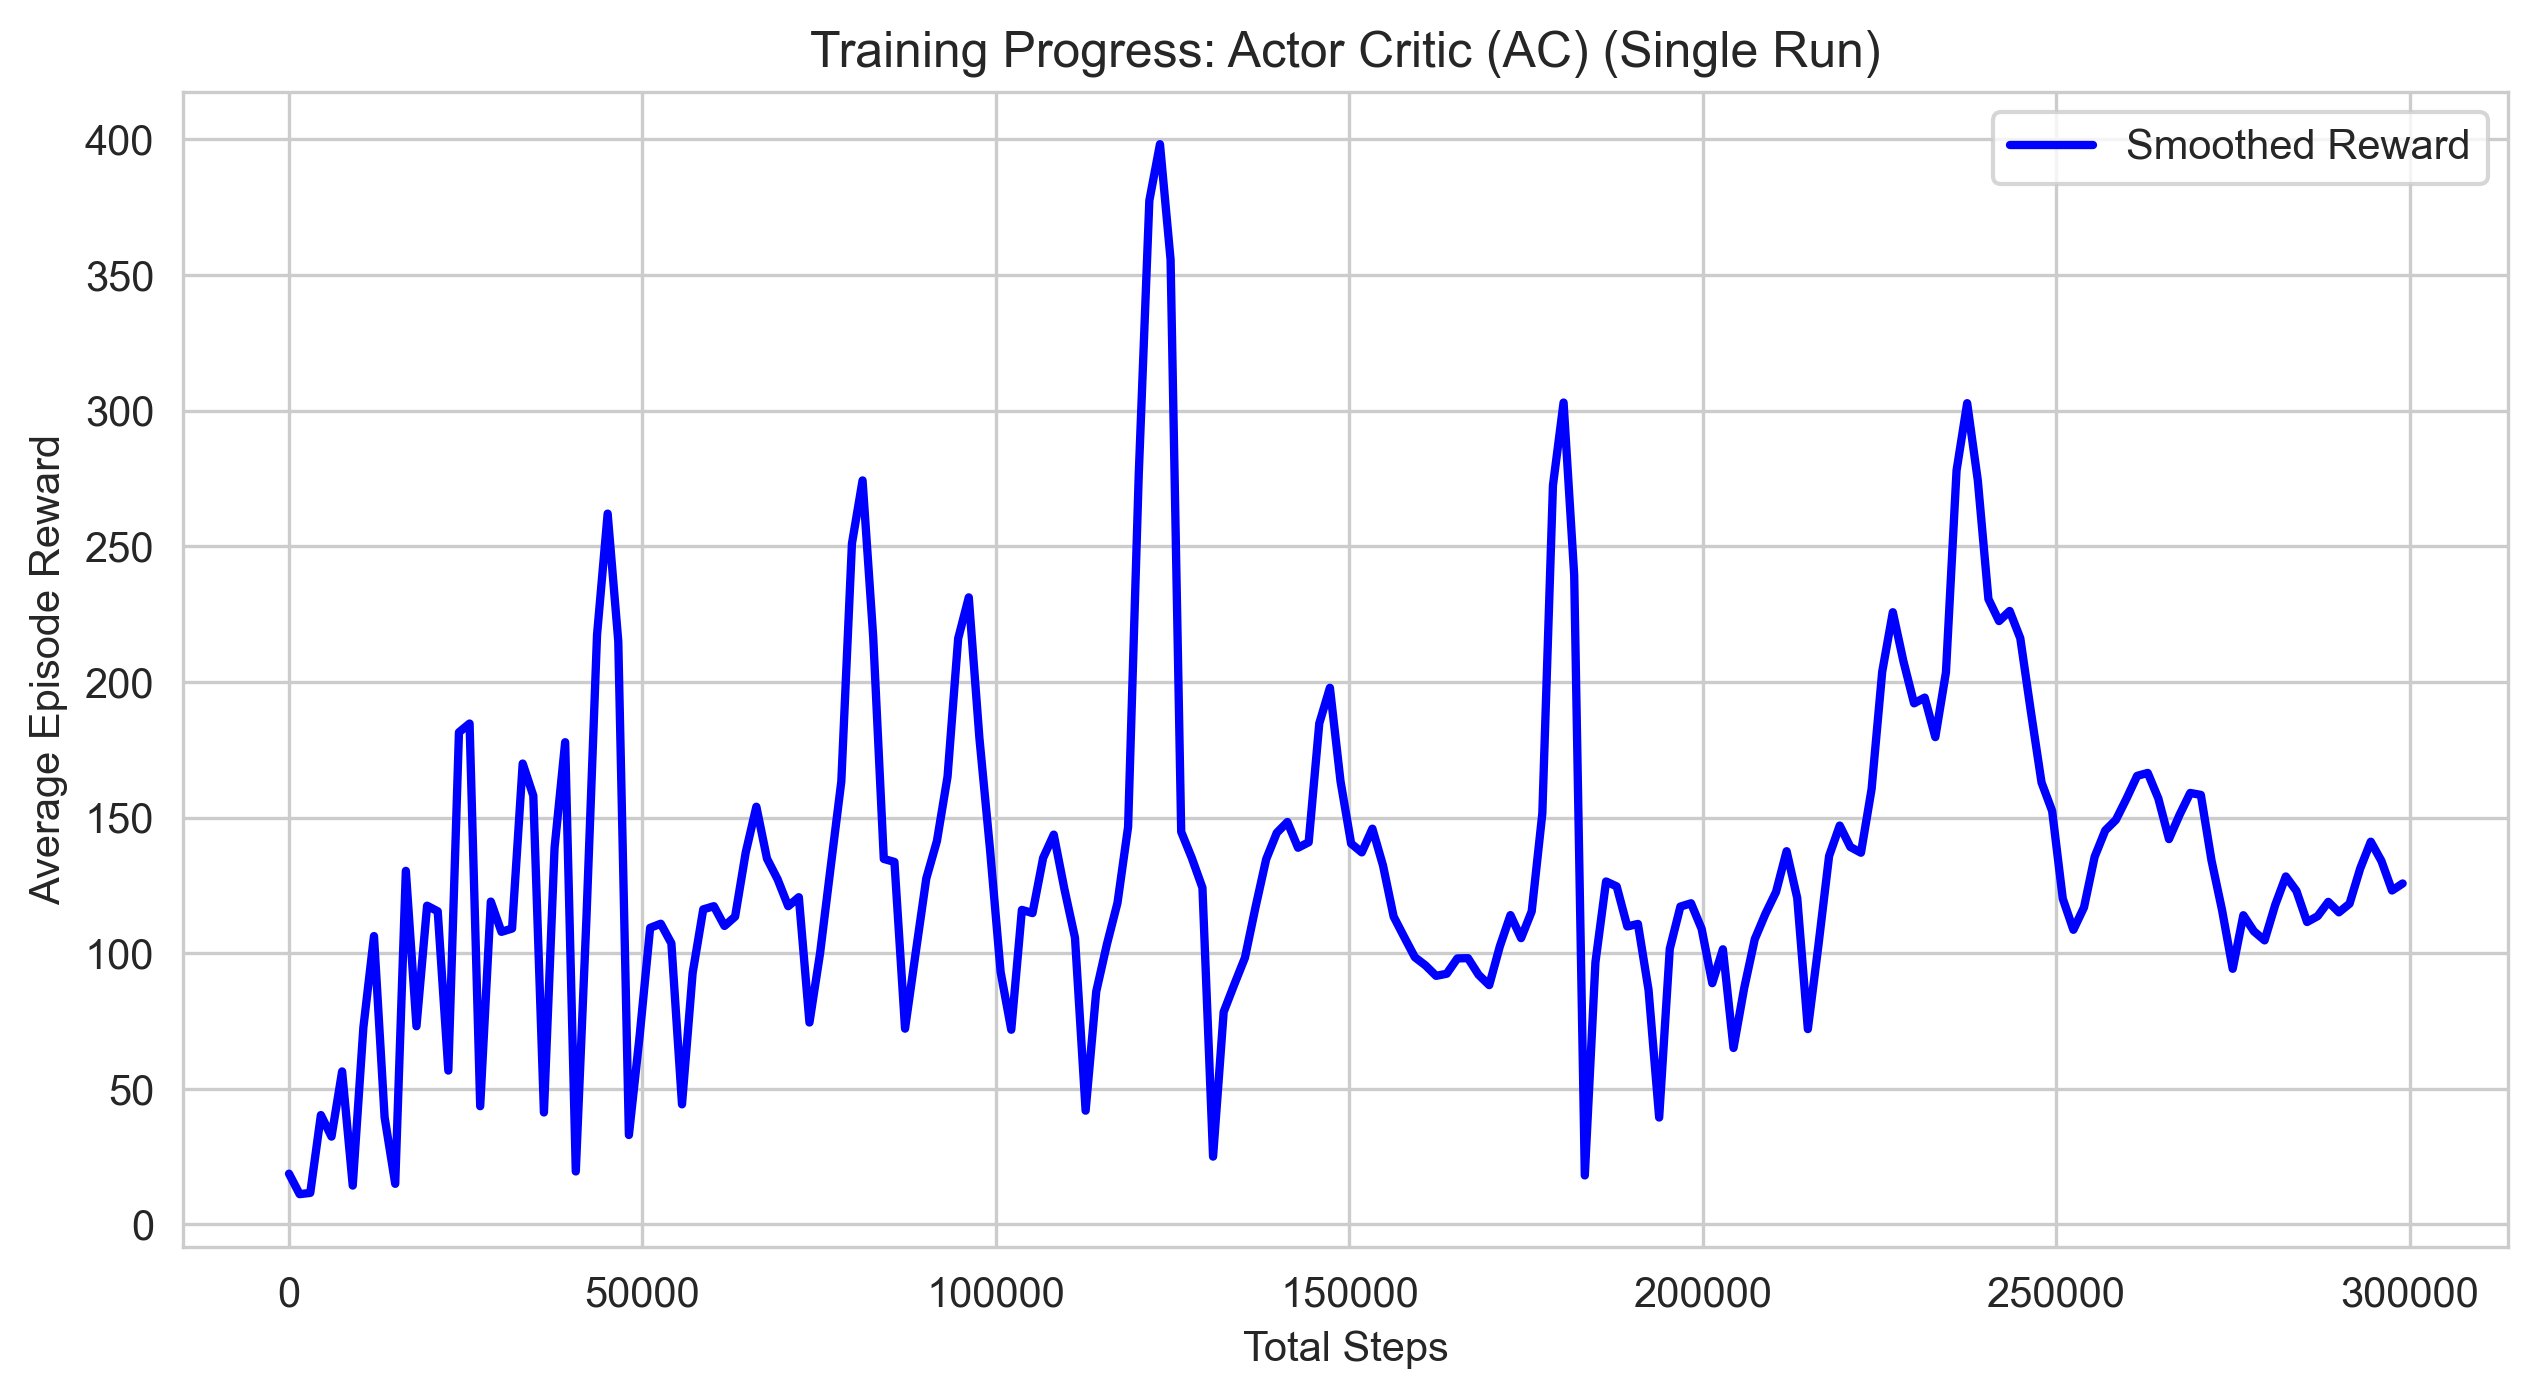 Training Progress: Actor Critic (AC) (Single Run)
Smoothed Reward
Average Episode Reward
400
350
300
250
200
150
100
50
0
0 50000 100000 150000 200000 250000 300000
Total Steps